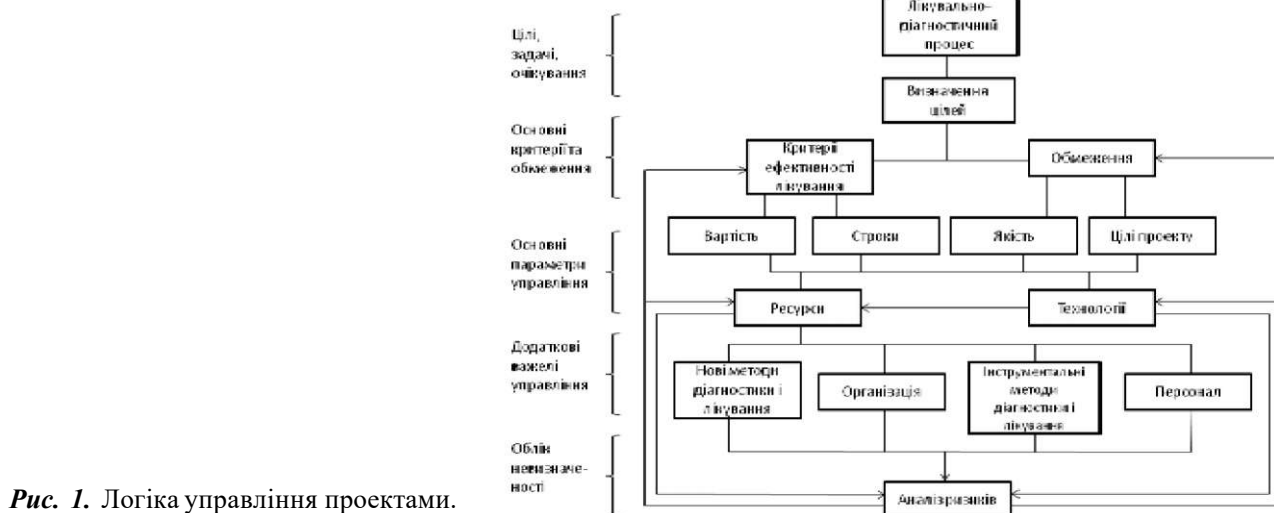 Лікувально-
діагностичний
процес
Цілі,
задачі,
очікування
Визначення
цілей
Основні
критерії та
обмеження
Критерії
ефективності
лікування
Обмеження
Вартість
Строки
Якість
Цілі проекту
Основні
параметри
управління
Ресурси
Технології
Додаткові
важелі
управління
Нові методи
діагностики і
лікування
Організація
Інструментальні
методи
діагностики і
лікування
Персонал
Облік
невизначе-
ності
Аналіз ризиків
Рис. 1. Логіка управління проектами.